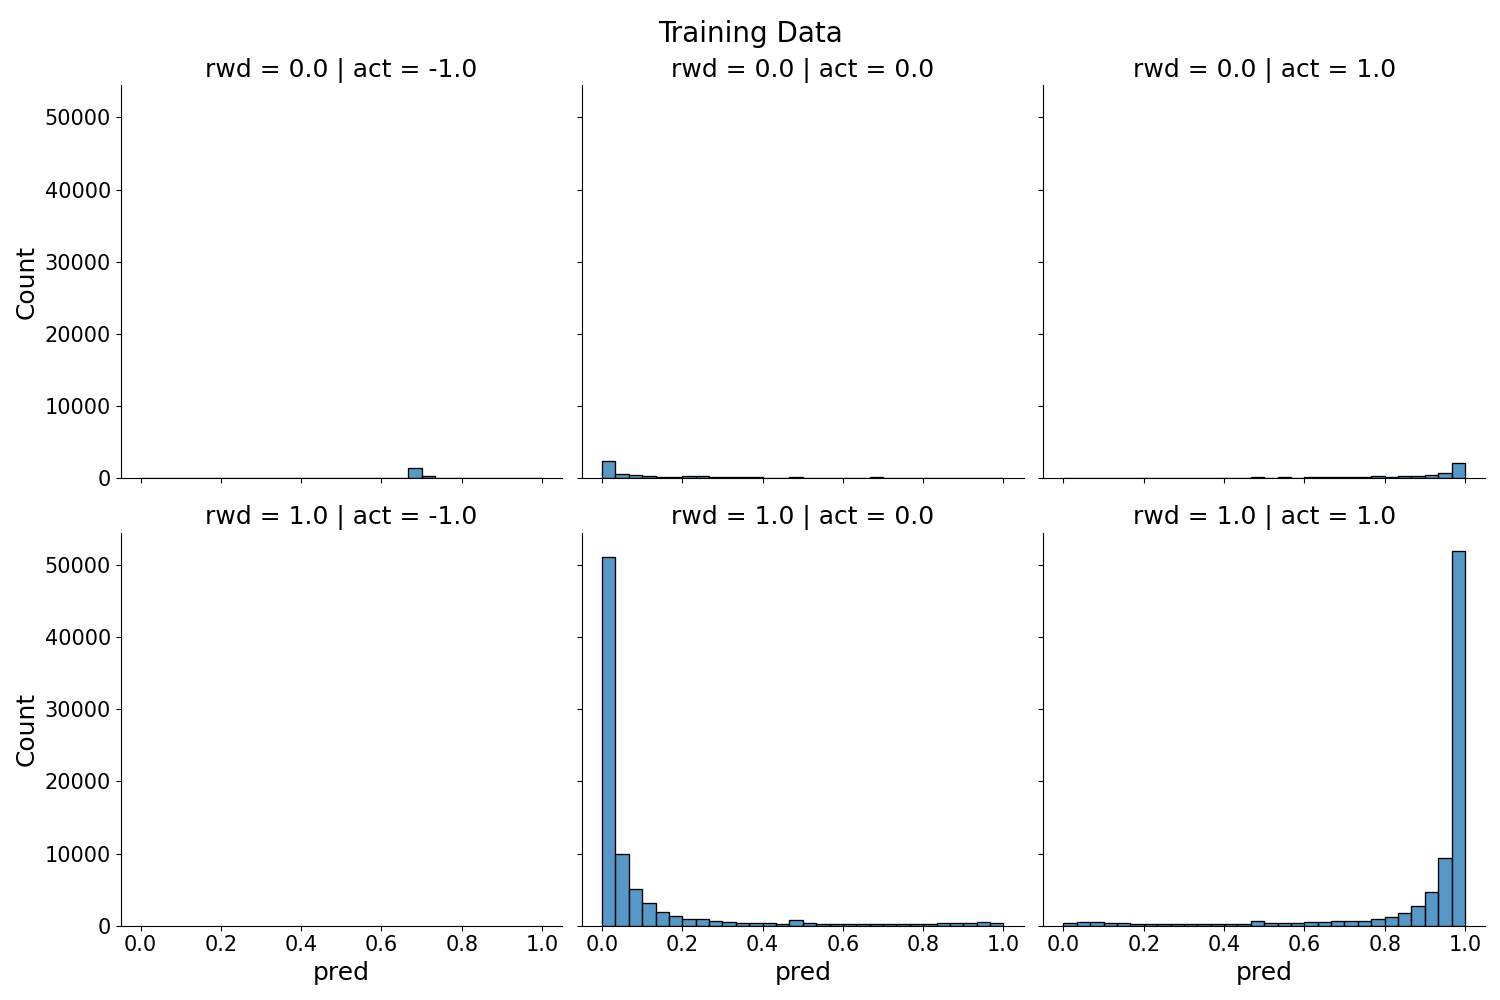 Training Data
rwd = 0.0 | act = -1.0
rwd = 0.0 | act = 0.0
rwd = 0.0 | act = 1.0
50000
40000
30000
20000
10000
0
Count
rwd = 1.0 | act = -1.0
rwd = 1.0 | act = 0.0
rwd = 1.0 | act = 1.0
50000
40000
30000
20000
10000
0
Count
0.0 0.2 0.4 0.6 0.8 1.0
0.0 0.2 0.4 0.6 0.8 1.0
0.0 0.2 0.4 0.6 0.8 1.0
pred
pred
pred